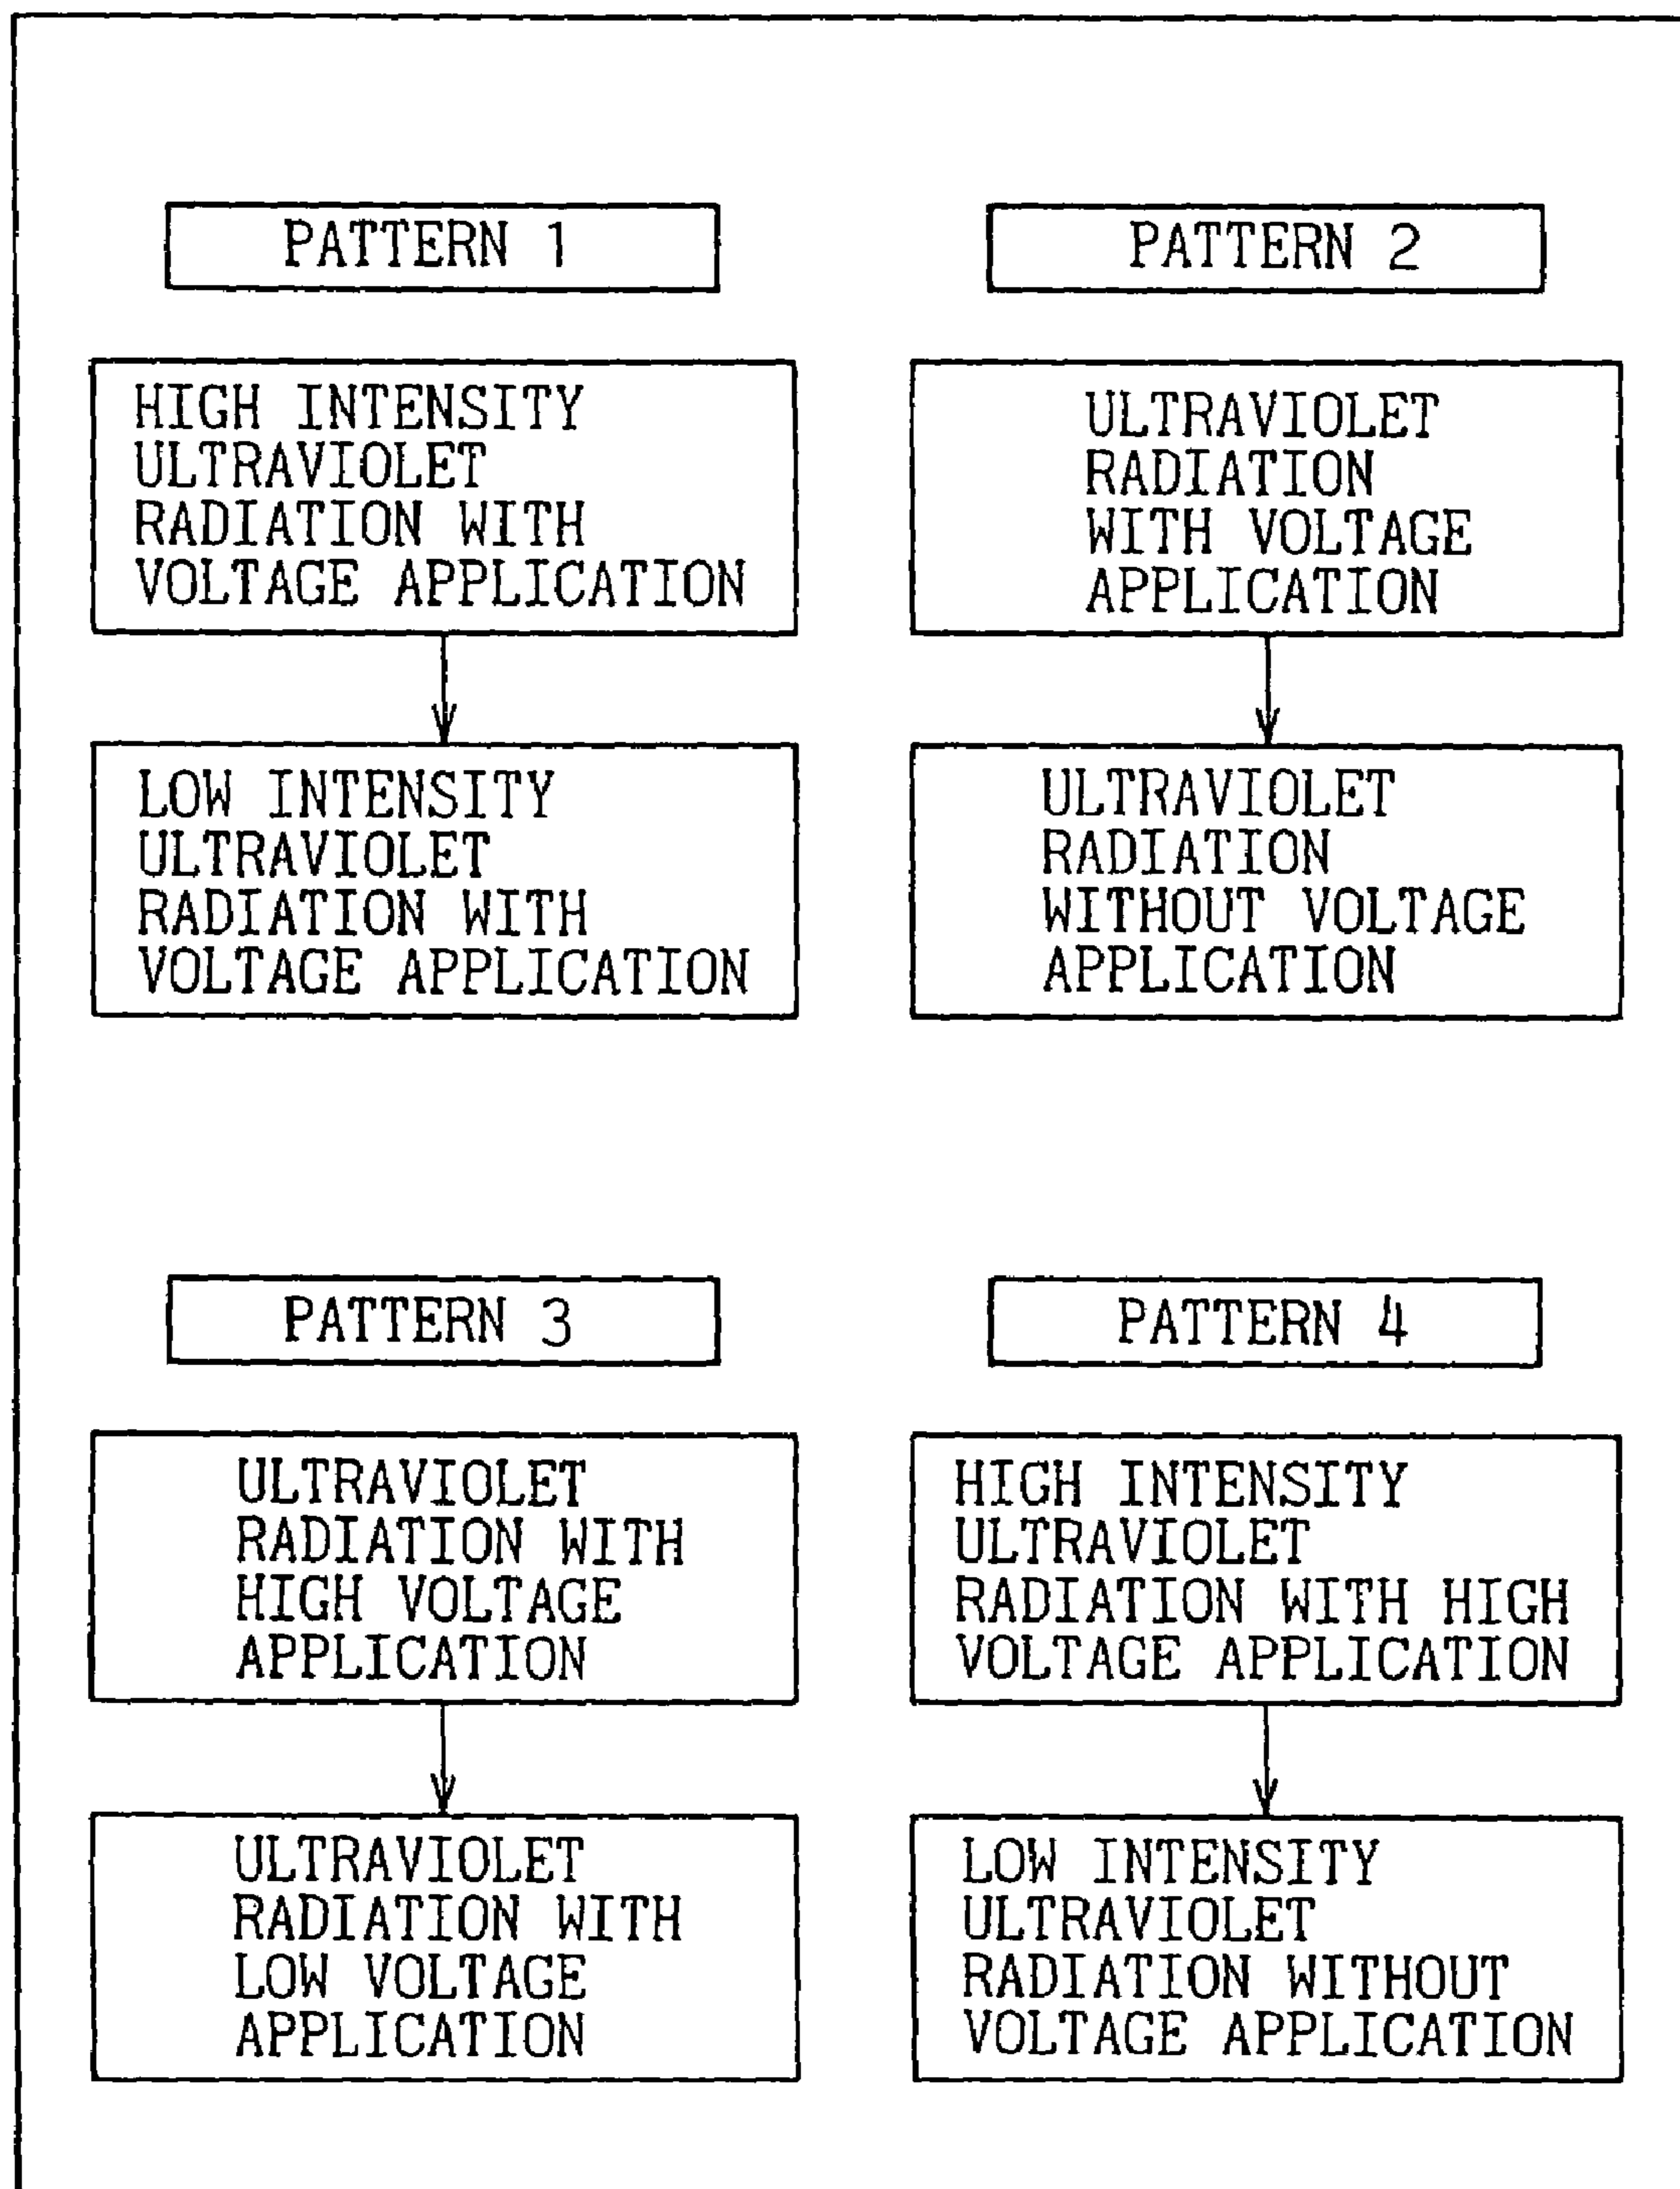 PATTERN 1
HIGH INTENSITY
ULTRAVIOLET
RADIATION WITH
VOLTAGE APPLICATION
LOW INTENSITY
ULTRAVIOLET
RADIATION WITH
VOLTAGE APPLICATION
PATTERN 2
ULTRAVIOLET
RADIATION
WITH VOLTAGE
APPLICATION
ULTRAVIOLET
RADIATION
WITHOUT VOLTAGE
APPLICATION
PATTERN 3
ULTRAVIOLET
RADIATION WITH
HIGH VOLTAGE
APPLICATION
ULTRAVIOLET
RADIATION WITH
LOW VOLTAGE
APPLICATION
PATTERN 4
HIGH INTENSITY
ULTRAVIOLET
RADIATION WITH HIGH
VOLTAGE APPLICATION
LOW INTENSITY
ULTRAVIOLET
RADIATION WITHOUT
VOLTAGE APPLICATION